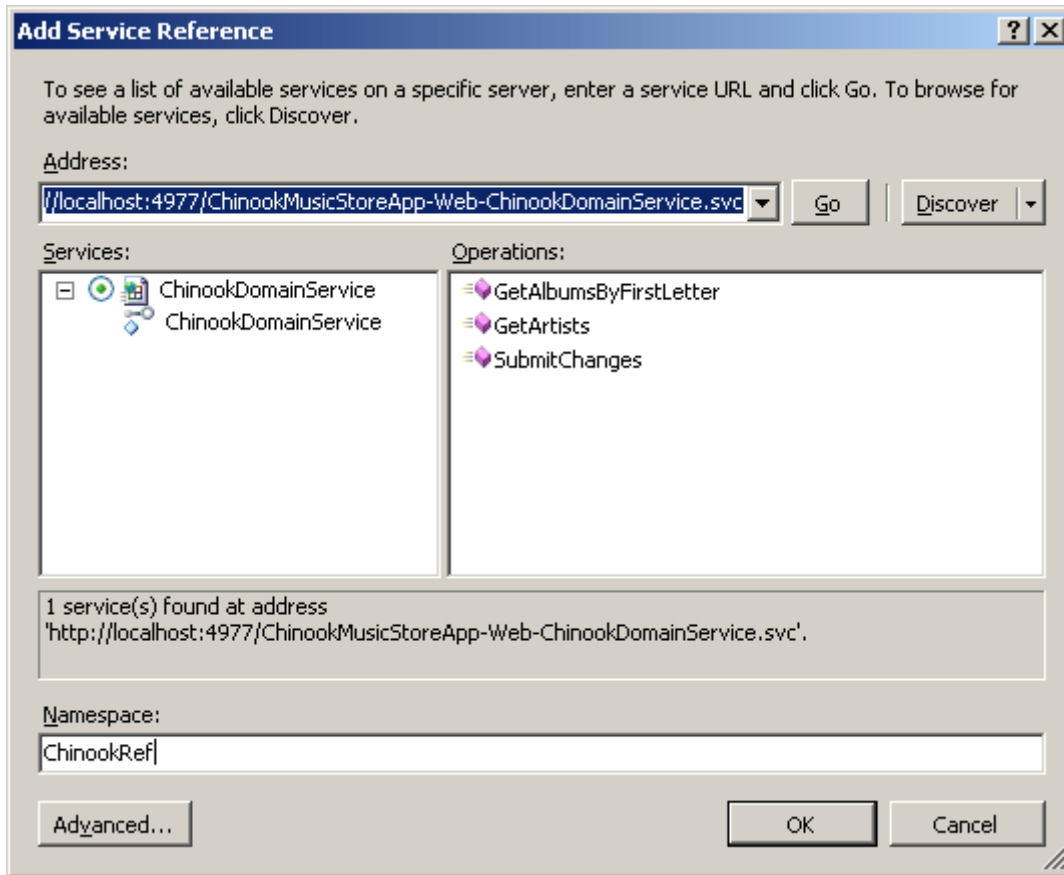 Add Service Reference
To see a list of available services on a specific server, enter a service URL and click Go. To browse for
available services, click Discover.
Address:
//localhost:4977/ChinookMusicStoreApp-Web-ChinookDomainService.svc
Go
Discover
Services:
Operations:
ChinookDomainService
ChinookDomainService
GetAlbumsByFirstLetter
GetArtists
SubmitChanges
1 service(s) found at address
'http://localhost:4977/ChinookMusicStoreApp-Web-ChinookDomainService.svc'.
Namespace:
ChinookRef
Advanced...
OK
Cancel